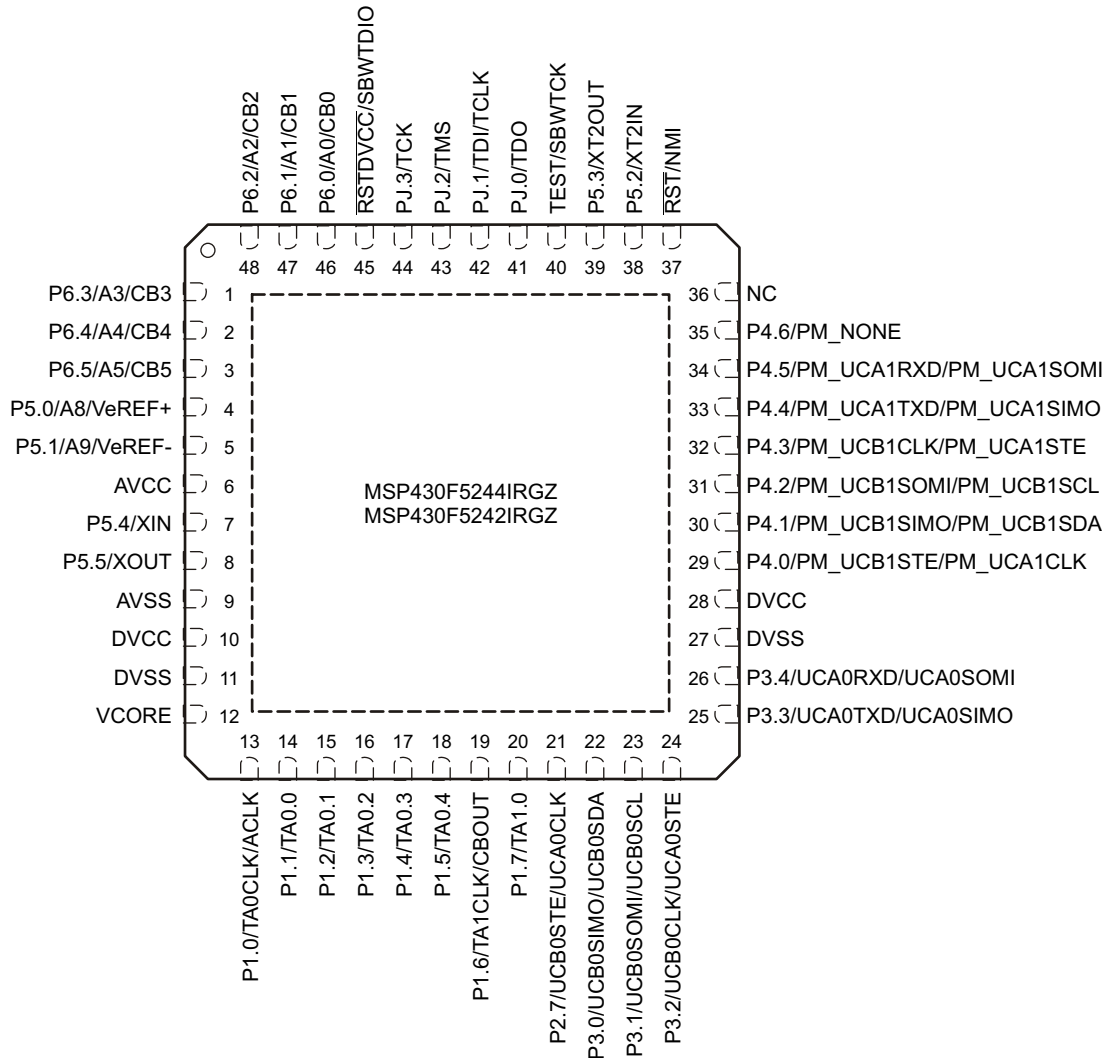 P6.2/A2/CB2
P6.1/A1/CB1
P6.0/A0/CB0
RSTDVCC/SBWTDIO
PJ.3/TCK
PJ.2/TMS
PJ.1/TDI/TCLK
PJ.0/TDO
TEST/SBWTCK
P5.3/XT2OUT
P5.2/XT2IN
RST/NMI
48 47 46 45 44 43 42 41 40 39 38 37
P6.3/A3/CB3 1
P6.4/A4/CB4 2
P6.5/A5/CB5 3
P5.0/A8/VeREF+ 4
P5.1/A9/VeREF- 5
AVCC 6
P5.4/XIN 7
P5.5/XOUT 8
AVSS 9
DVCC 10
DVSS 11
VCORE 12
MSP430F5244IRGZ
MSP430F5242IRGZ
36 NC
35 P4.6/PM_NONE
34 P4.5/PM_UCA1RXD/PM_UCA1SOMI
33 P4.4/PM_UCA1TXD/PM_UCA1SIMO
32 P4.3/PM_UCB1CLK/PM_UCA1STE
31 P4.2/PM_UCB1SOMI/PM_UCB1SCL
30 P4.1/PM_UCB1SIMO/PM_UCB1SDA
29 P4.0/PM_UCB1STE/PM_UCA1CLK
28 DVCC
27 DVSS
26 P3.4/UCA0RXD/UCA0SOMI
25 P3.3/UCA0TXD/UCA0SIMO
13 14 15 16 17 18 19 20 21 22 23 24
P1.0/TA0CLK/ACLK
P1.1/TA0.0
P1.2/TA0.1
P1.3/TA0.2
P1.4/TA0.3
P1.5/TA0.4
P1.6/TA1CLK/CBOUT
P1.7/TA1.0
P2.7/UCB0STE/UCA0CLK
P3.0/UCB0SIMO/UCB0SDA
P3.1/UCB0SOMI/UCB0SCL
P3.2/UCB0CLK/UCA0STE